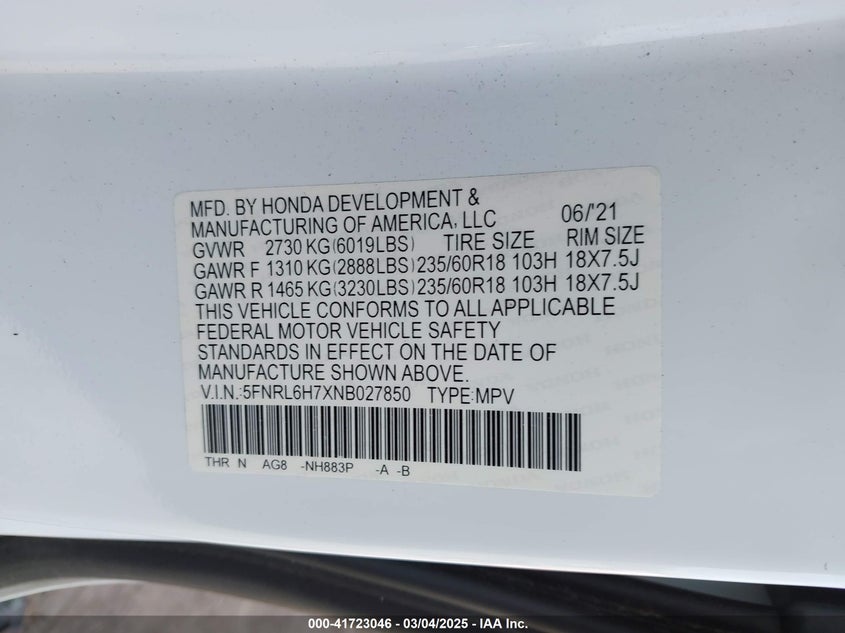 MFD. BY HONDA DEVELOPMENT &
MANUFACTURING OF AMERICA, LLC 06/'21
GVWR 2730 KG(6019LBS) TIRE SIZE RIM SIZE
GAWR F 1310 KG(2888LBS) 235/60R18 103H 18X7.5J
GAWR R 1465 KG(3230LBS) 235/60R18 103H 18X7.5J
THIS VEHICLE CONFORMS TO ALL APPLICABLE
FEDERAL MOTOR VEHICLE SAFETY
STANDARDS IN EFFECT ON THE DATE OF
MANUFACTURE SHOWN ABOVE.
V.I.N.:5FNRL6H7XNB027850 TYPE:MPV
THR N AG8 -NH883P -A -B
000-41723046 — 03/04/2025 — IAA Inc.